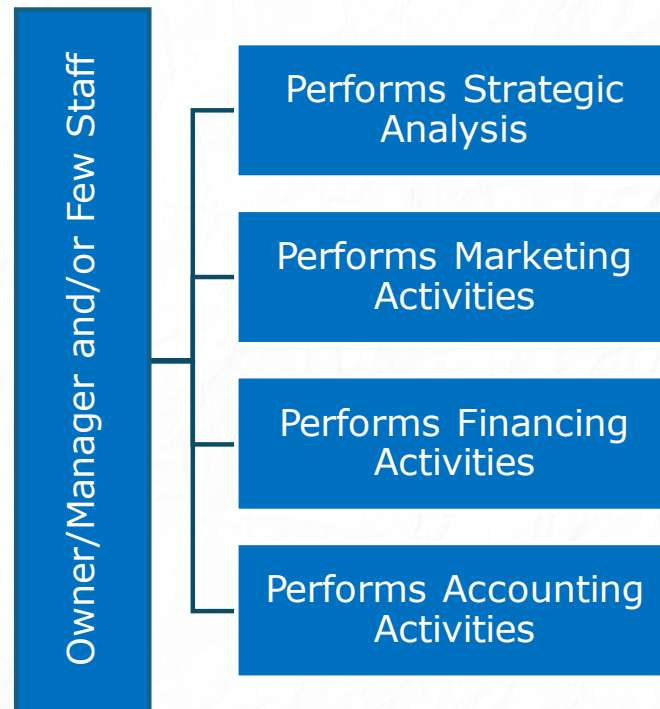 Owner/Manager and/or Few Staff
Performs Strategic
Analysis
Performs Marketing
Activities
Performs Financing
Activities
Performs Accounting
Activities